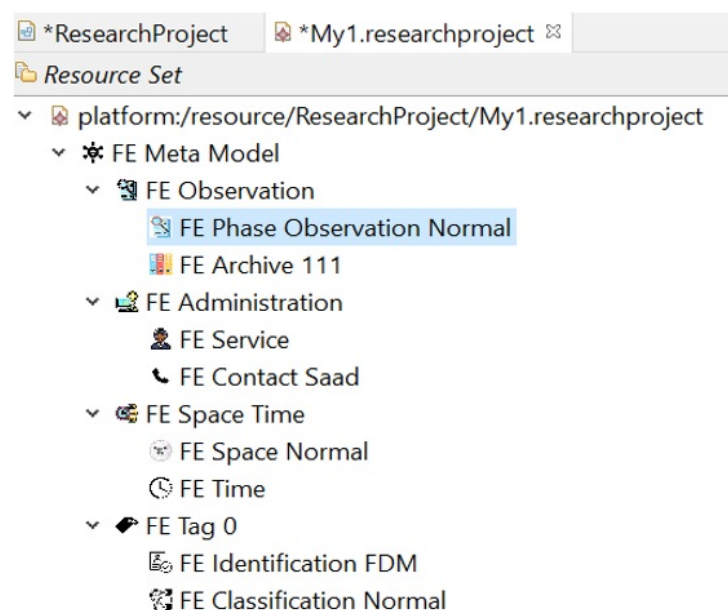 *ResearchProject *My1.researchproject
Resource Set
platform:/resource/ResearchProject/My1.researchproject
FE Meta Model
FE Observation
FE Phase Observation Normal
FE Archive 111
FE Administration
FE Service
FE Contact Saad
FE Space Time
FE Space Normal
FE Time
FE Tag 0
FE Identification FDM
FE Classification Normal